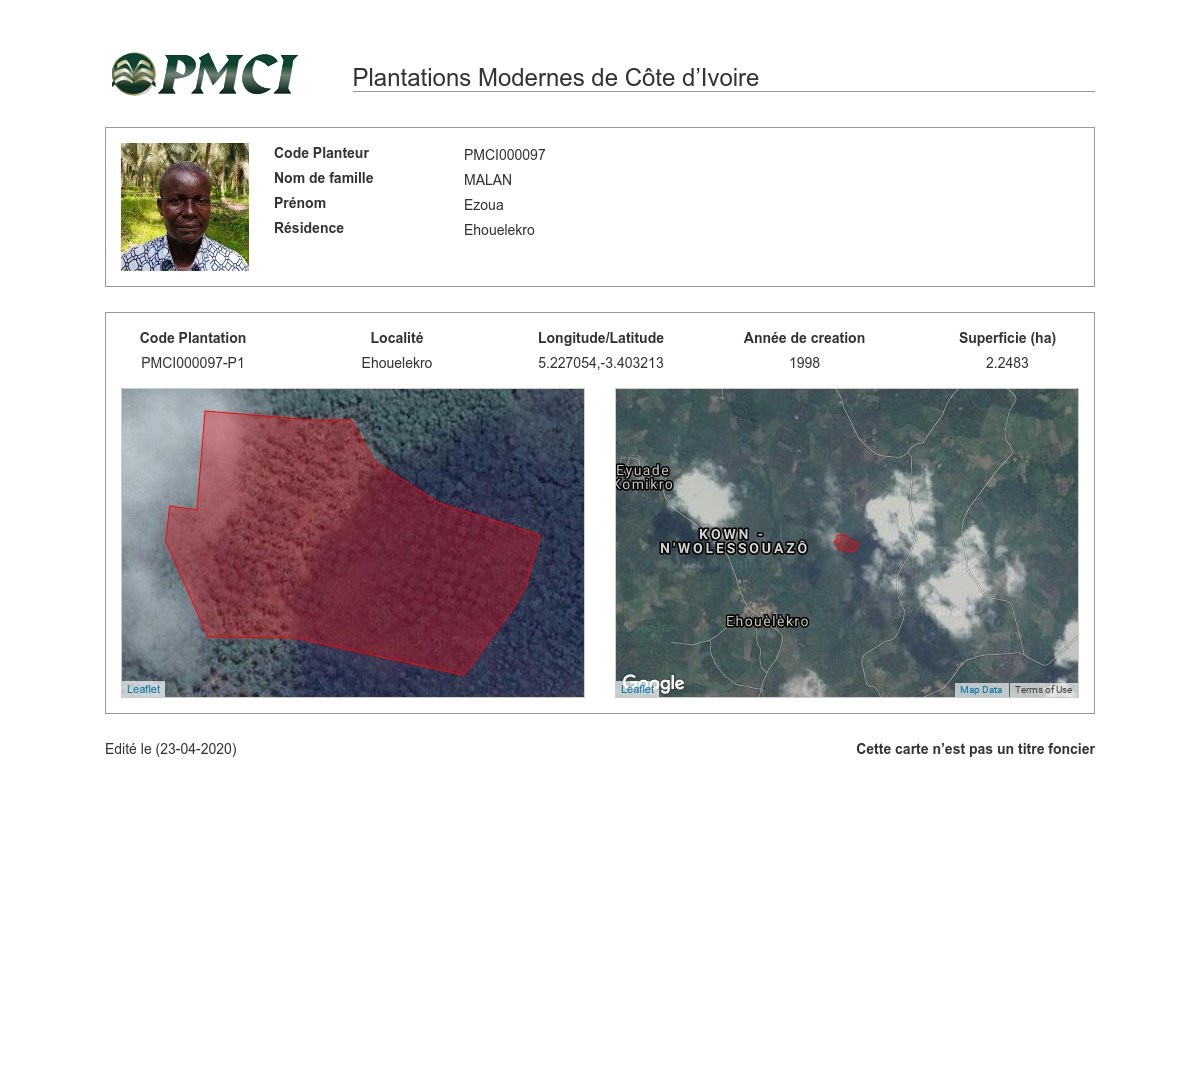 PMCI
Plantations Modernes de Côte d’Ivoire
Code Planteur PMCI000097
Nom de famille MALAN
Prénom Ezoua
Résidence Ehouelekro
Code Plantation Localité Longitude/Latitude Année de creation Superficie (ha)
PMCI000097-P1 Ehouelekro 5.227054,-3.403213 1998 2.2483
Leaflet
Eyuade
Komikro
KOWN -
N'WOLESSOUAZÔ
Ehouèlèkro
Google
Leaflet
Map Data Terms of Use
Edité le (23-04-2020) Cette carte n’est pas un titre foncier